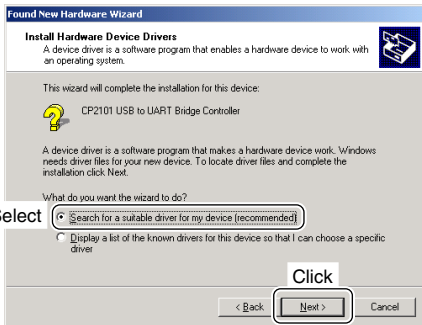 Found New Hardware Wizard
Install Hardware Device Drivers
A device driver is a software program that enables a hardware device to work with
an operating system.
This wizard will complete the installation for this device:
CP2101 USB to UART Bridge Controller
A device driver is a software program that makes a hardware device work. Windows
needs driver files for your new device. To locate driver files and complete the
installation click Next.
What do you want the wizard to do?
Select
Search for a suitable driver for my device (recommended)
Display a list of the known drivers for this device so that I can choose a specific
driver
Click
< Back
Next >
Cancel